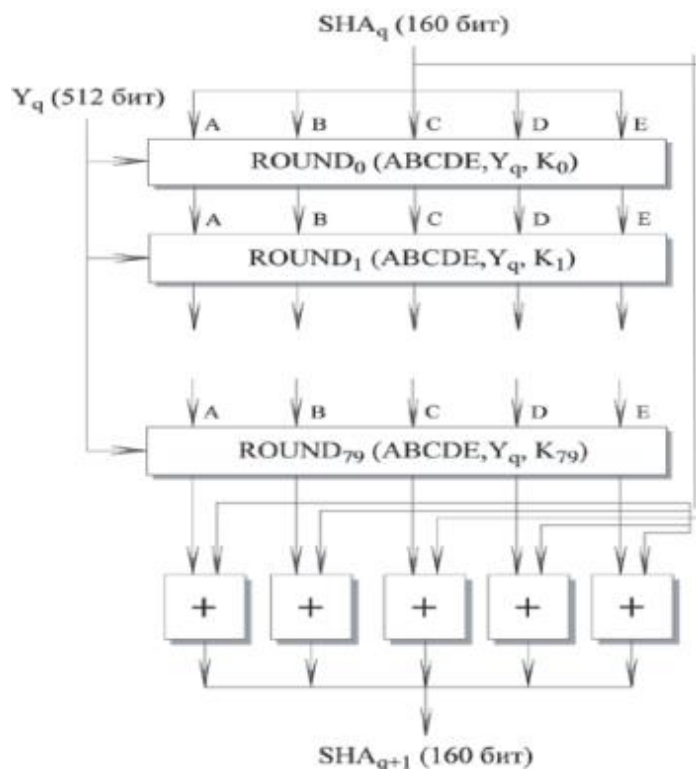 SHAq (160 бит)
Yq (512 бит)
A B C D E
ROUND0 (ABCDE,Yq, K0)
A B C D E
ROUND1 (ABCDE,Yq, K1)
A B C D E
ROUND79 (ABCDE,Yq, K79)
+ + + + +
SHAq+1 (160 бит)